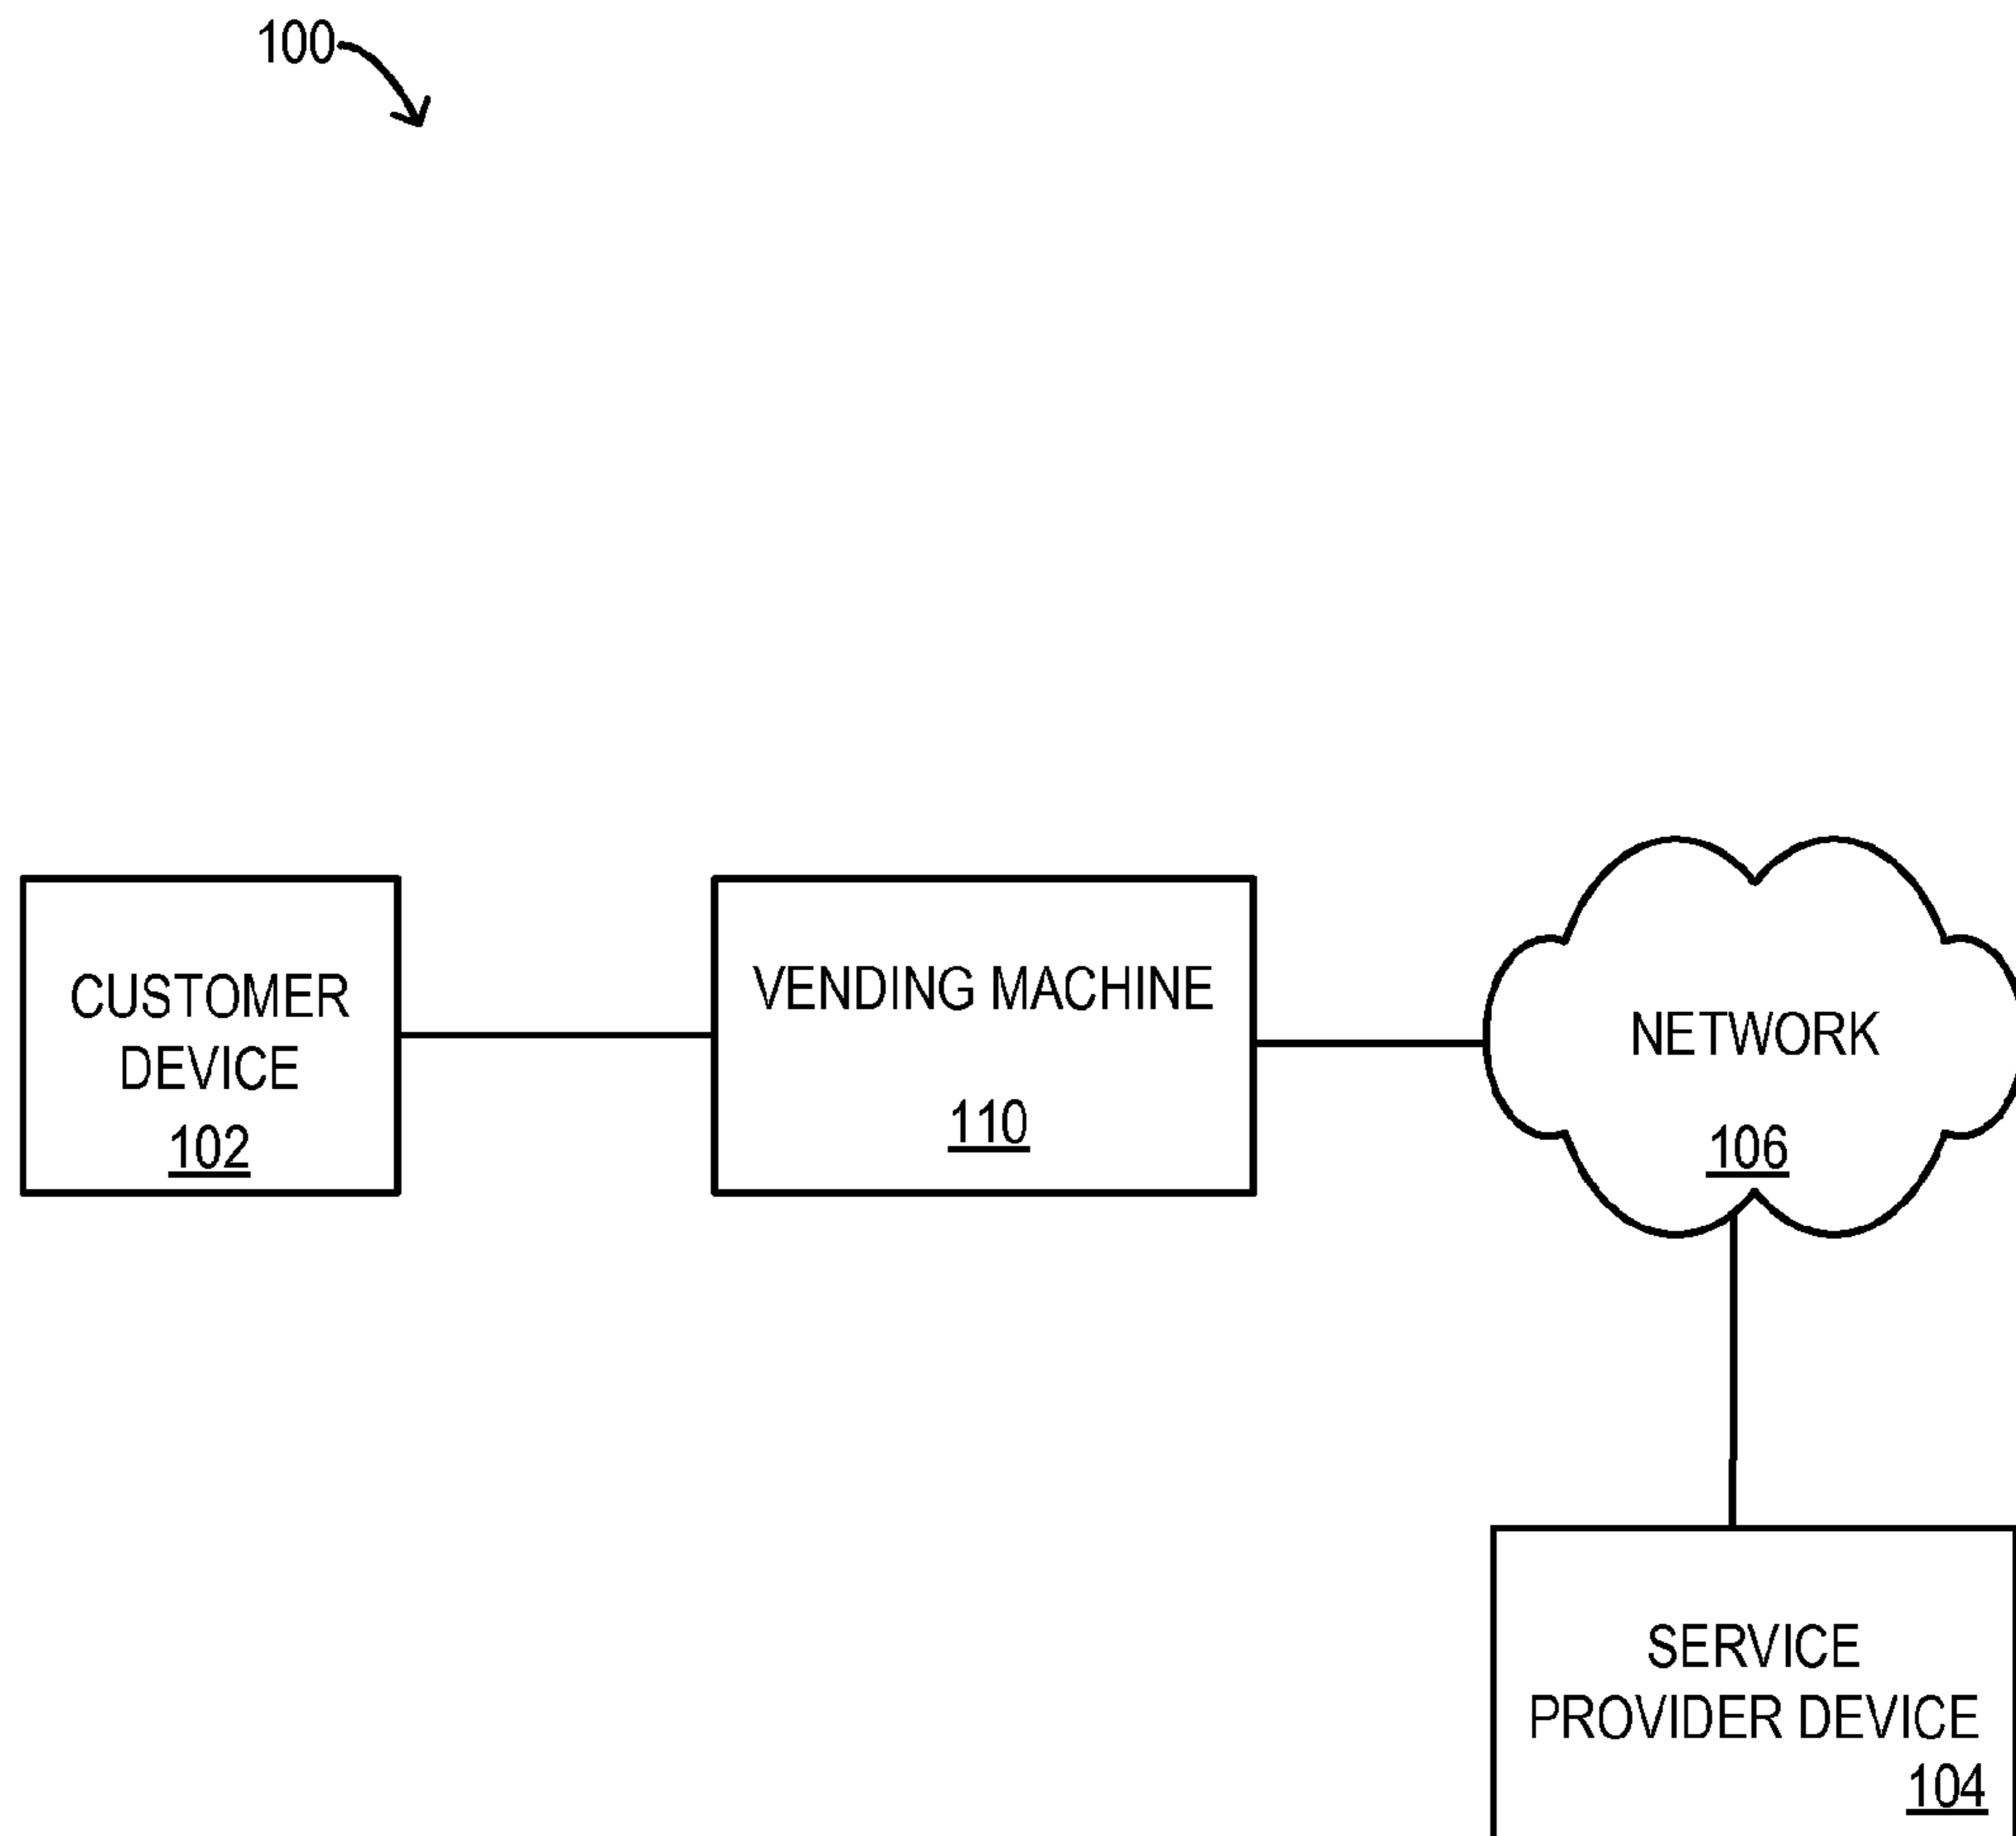 100
CUSTOMER
DEVICE
102
VENDING MACHINE
110
NETWORK
106
SERVICE
PROVIDER DEVICE
104